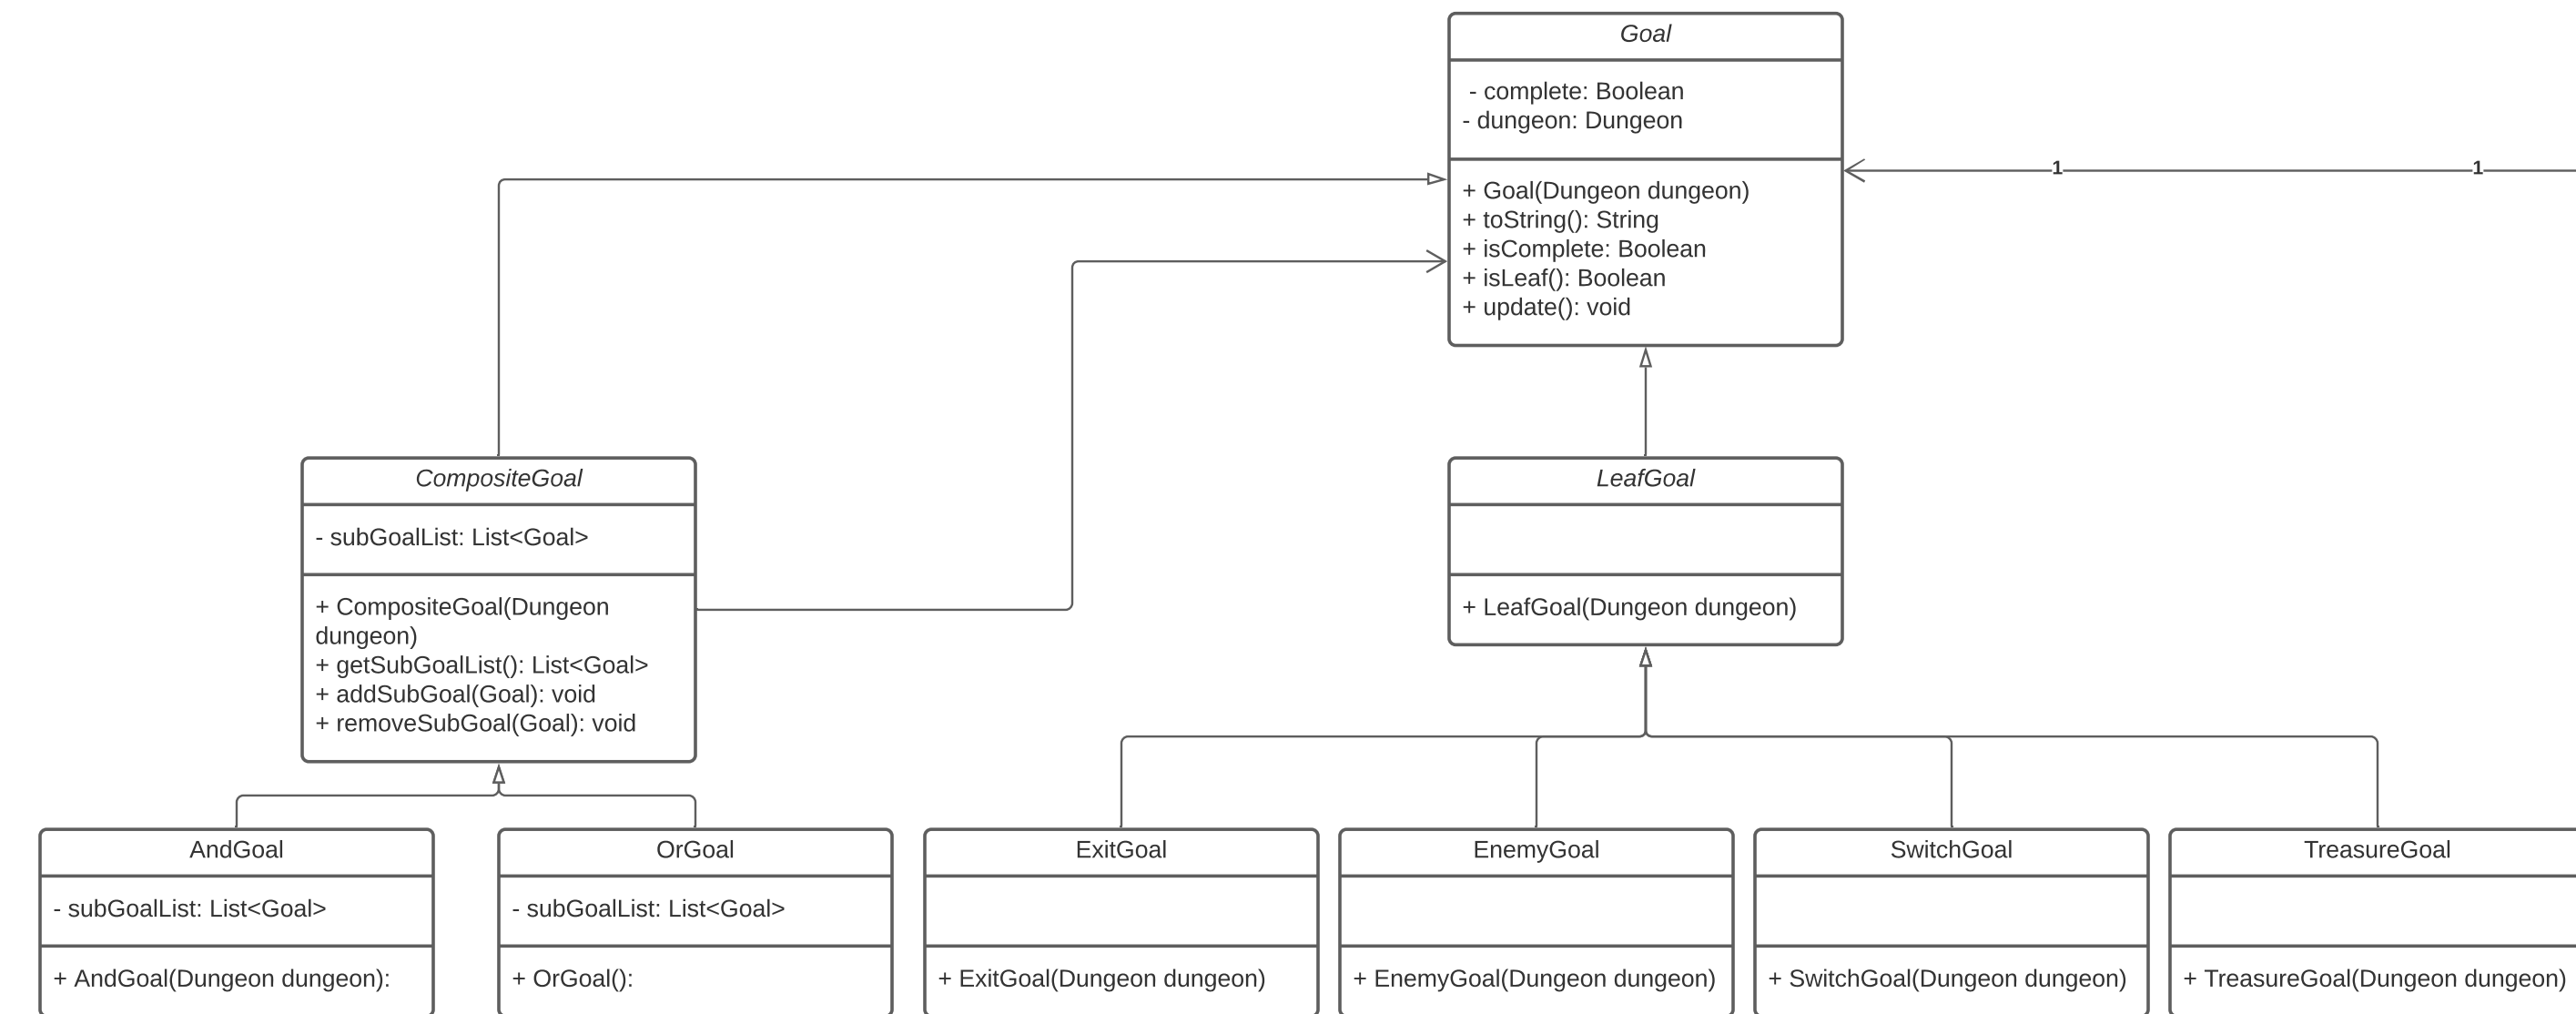 Goal
- complete: Boolean
- dungeon: Dungeon
+ Goal(Dungeon dungeon)
+ toString(): String
+ isComplete: Boolean
+ isLeaf(): Boolean
+ update(): void
1
1
CompositeGoal
- subGoalList: List<Goal>
+ CompositeGoal(Dungeon
dungeon)
+ getSubGoalList(): List<Goal>
+ addSubGoal(Goal): void
+ removeSubGoal(Goal): void
LeafGoal
+ LeafGoal(Dungeon dungeon)
AndGoal
- subGoalList: List<Goal>
+ AndGoal(Dungeon dungeon):
OrGoal
- subGoalList: List<Goal>
+ OrGoal():
ExitGoal
+ ExitGoal(Dungeon dungeon)
EnemyGoal
+ EnemyGoal(Dungeon dungeon)
SwitchGoal
+ SwitchGoal(Dungeon dungeon)
TreasureGoal
+ TreasureGoal(Dungeon dungeon)